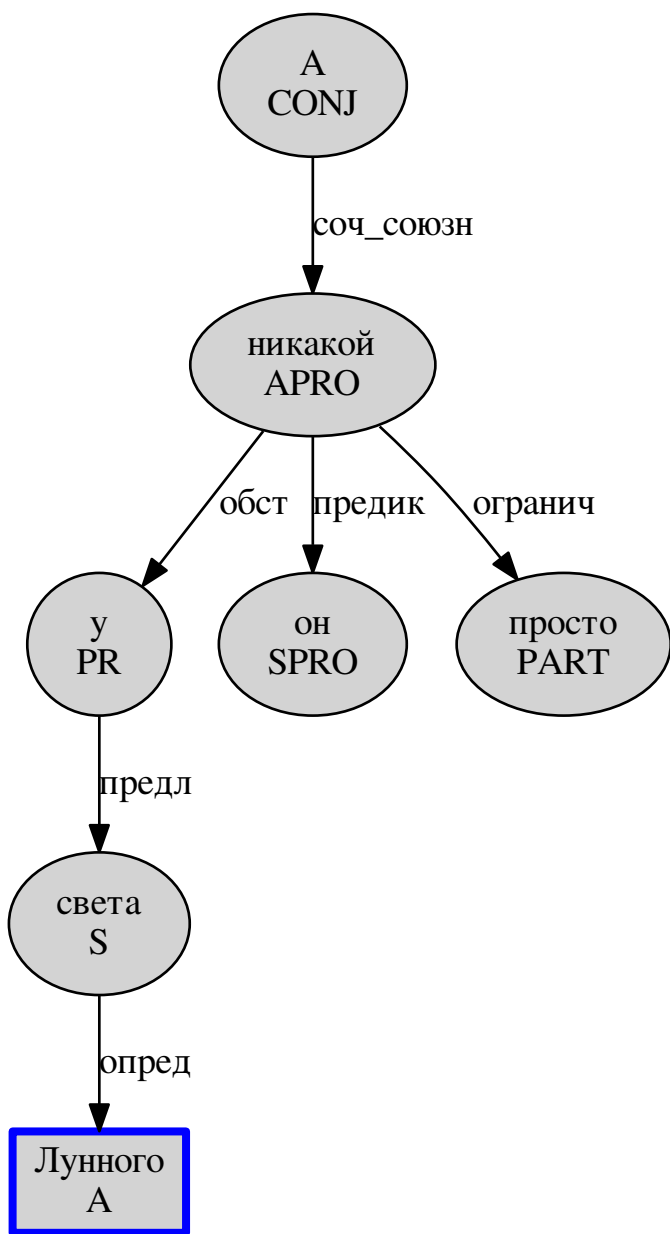 А
CONJ
соч_союзн
никакой
APRO
обст
предик
огранич
у
PR
он
SPRO
просто
PART
предл
света
S
опред
Лунного
A